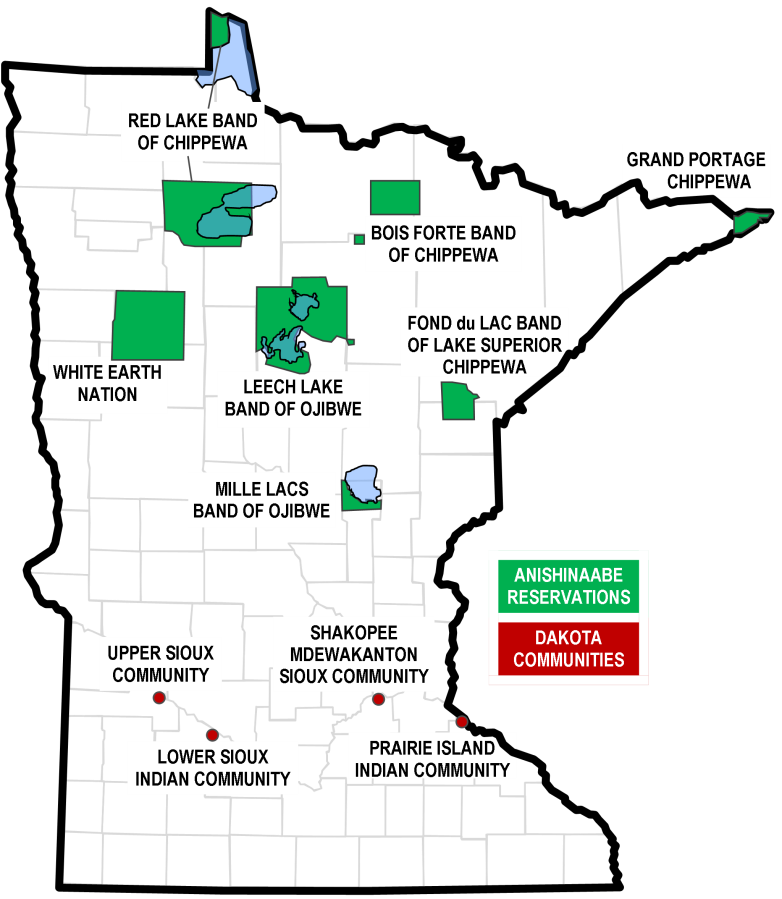 RED LAKE BAND
OF CHIPPEWA
GRAND PORTAGE
CHIPPEWA
BOIS FORTE BAND
OF CHIPPEWA
FOND du LAC BAND
OF LAKE SUPERIOR
CHIPPEWA
WHITE EARTH
NATION
LEECH LAKE
BAND OF OJIBWE
MILLE LACS
BAND OF OJIBWE
ANISHINAABE
RESERVATIONS
DAKOTA
COMMUNITIES
UPPER SIOUX
COMMUNITY
SHAKOPEE
MDEWAKANTON
SIOUX COMMUNITY
LOWER SIOUX
INDIAN COMMUNITY
PRAIRIE ISLAND
INDIAN COMMUNITY